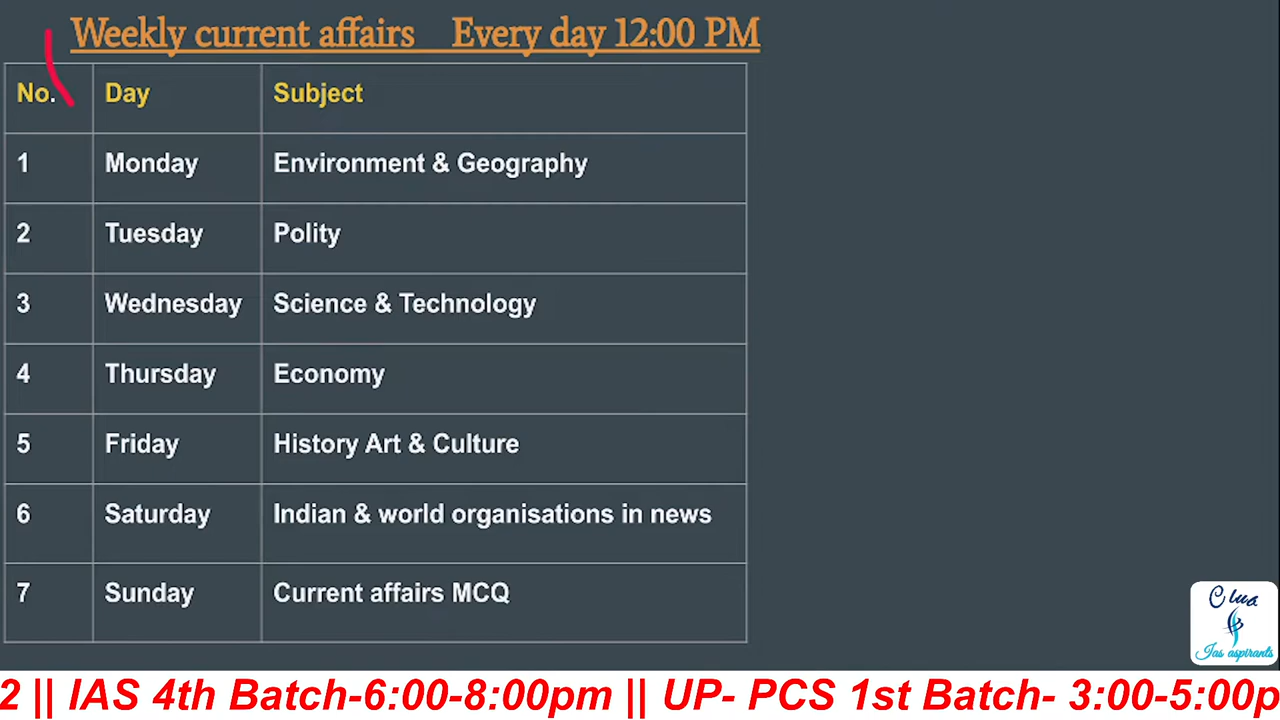 Weekly current affairs Every day 12:00 PM
No. Day Subject
1 Monday Environment & Geography
2 Tuesday Polity
3 Wednesday Science & Technology
4 Thursday Economy
5 Friday History Art & Culture
6 Saturday Indian & world organisations in news
7 Sunday Current affairs MCQ
Clua
Ias aspirants
2 || IAS 4th Batch-6:00-8:00pm || UP- PCS 1st Batch- 3:00-5:00p